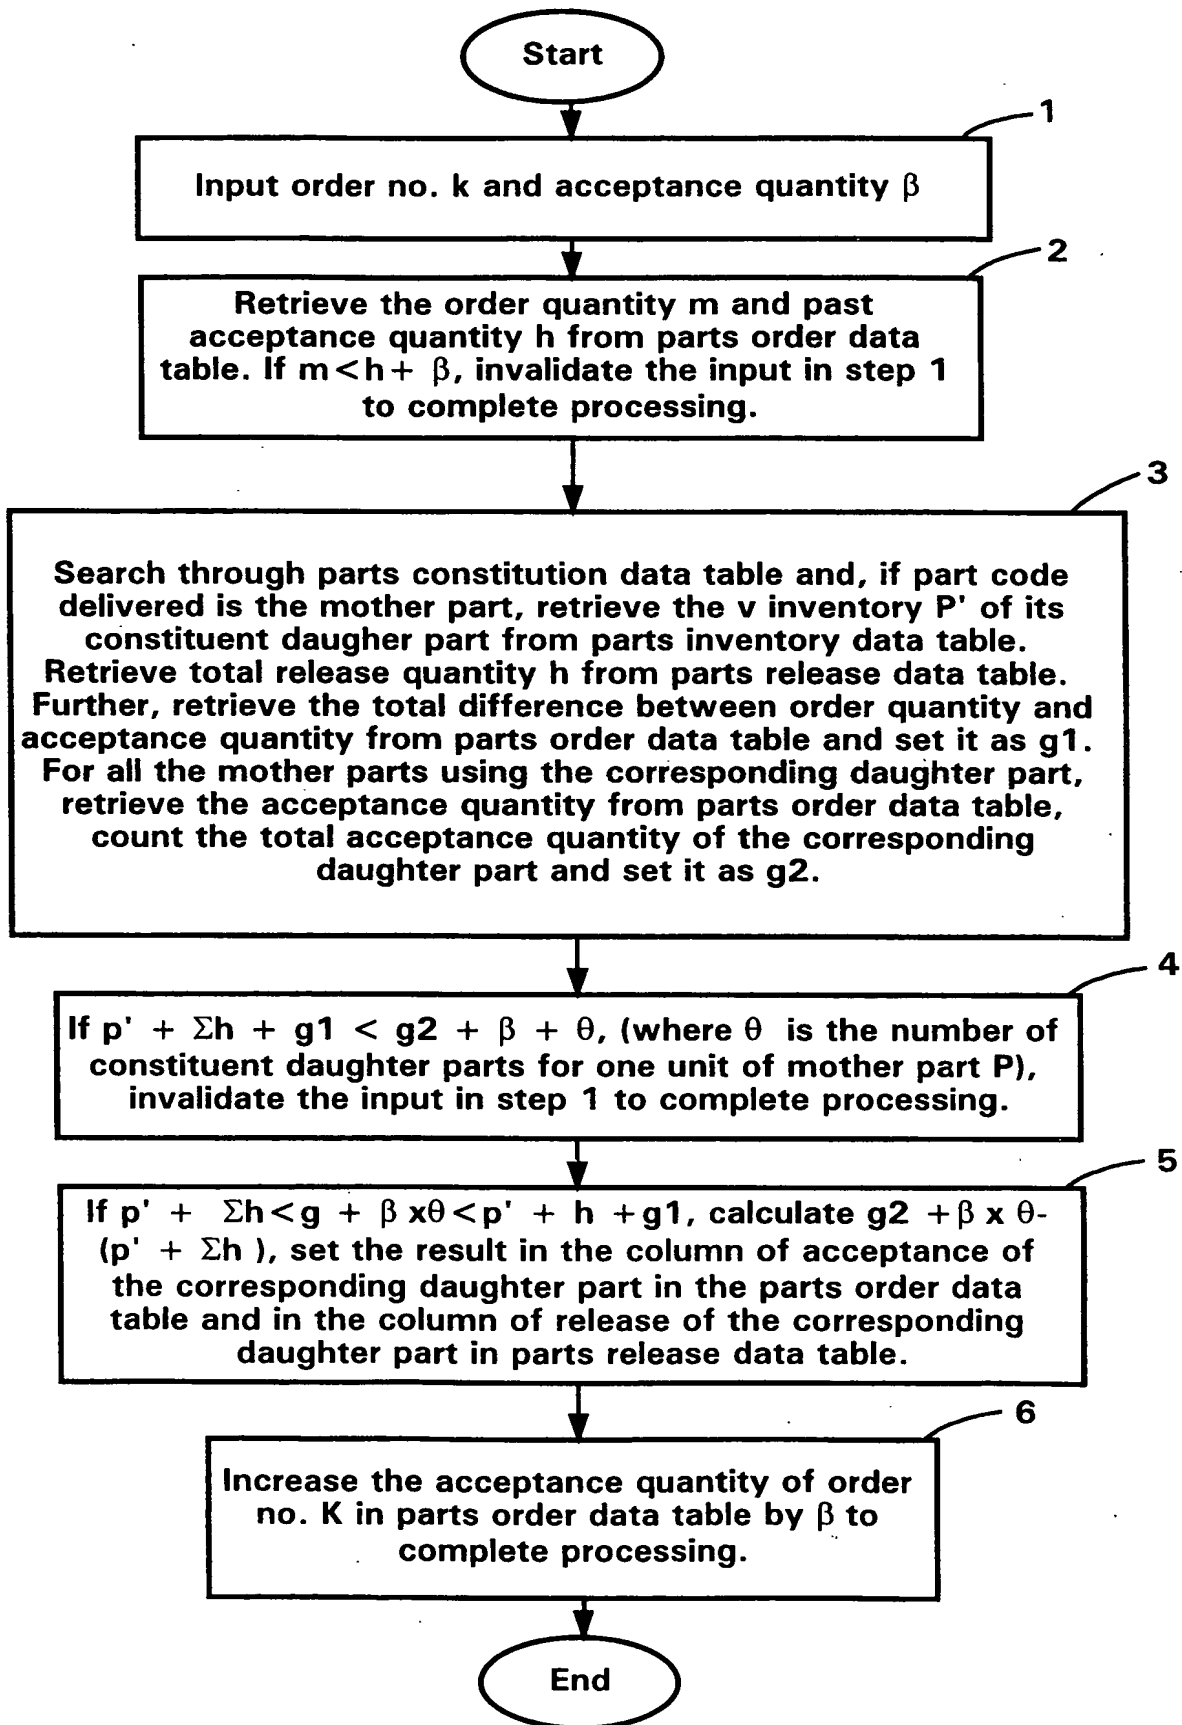 Start
1
Input order no. k and acceptance quantity β
2
Retrieve the order quantity m and past
acceptance quantity h from parts order data
table. If m<h+ β, invalidate the input in step 1
to complete processing.
3
Search through parts constitution data table and, if part code
delivered is the mother part, retrieve the v inventory P' of its
constituent daugher part from parts inventory data table.
Retrieve total release quantity h from parts release data table.
Further, retrieve the total difference between order quantity and
acceptance quantity from parts order data table and set it as g1.
For all the mother parts using the corresponding daughter part,
retrieve the acceptance quantity from parts order data table,
count the total acceptance quantity of the corresponding
daughter part and set it as g2.
4
If p' + Σh + g1 < g2 + β + θ, (where θ is the number of
constituent daughter parts for one unit of mother part P),
invalidate the input in step 1 to complete processing.
5
If p' + Σh<g + β xθ<p' + h +g1, calculate g2 +β x θ-
(p' + Σh ), set the result in the column of acceptance of
the corresponding daughter part in the parts order data
table and in the column of release of the corresponding
daughter part in parts release data table.
6
Increase the acceptance quantity of order
no. K in parts order data table by β to
complete processing.
End